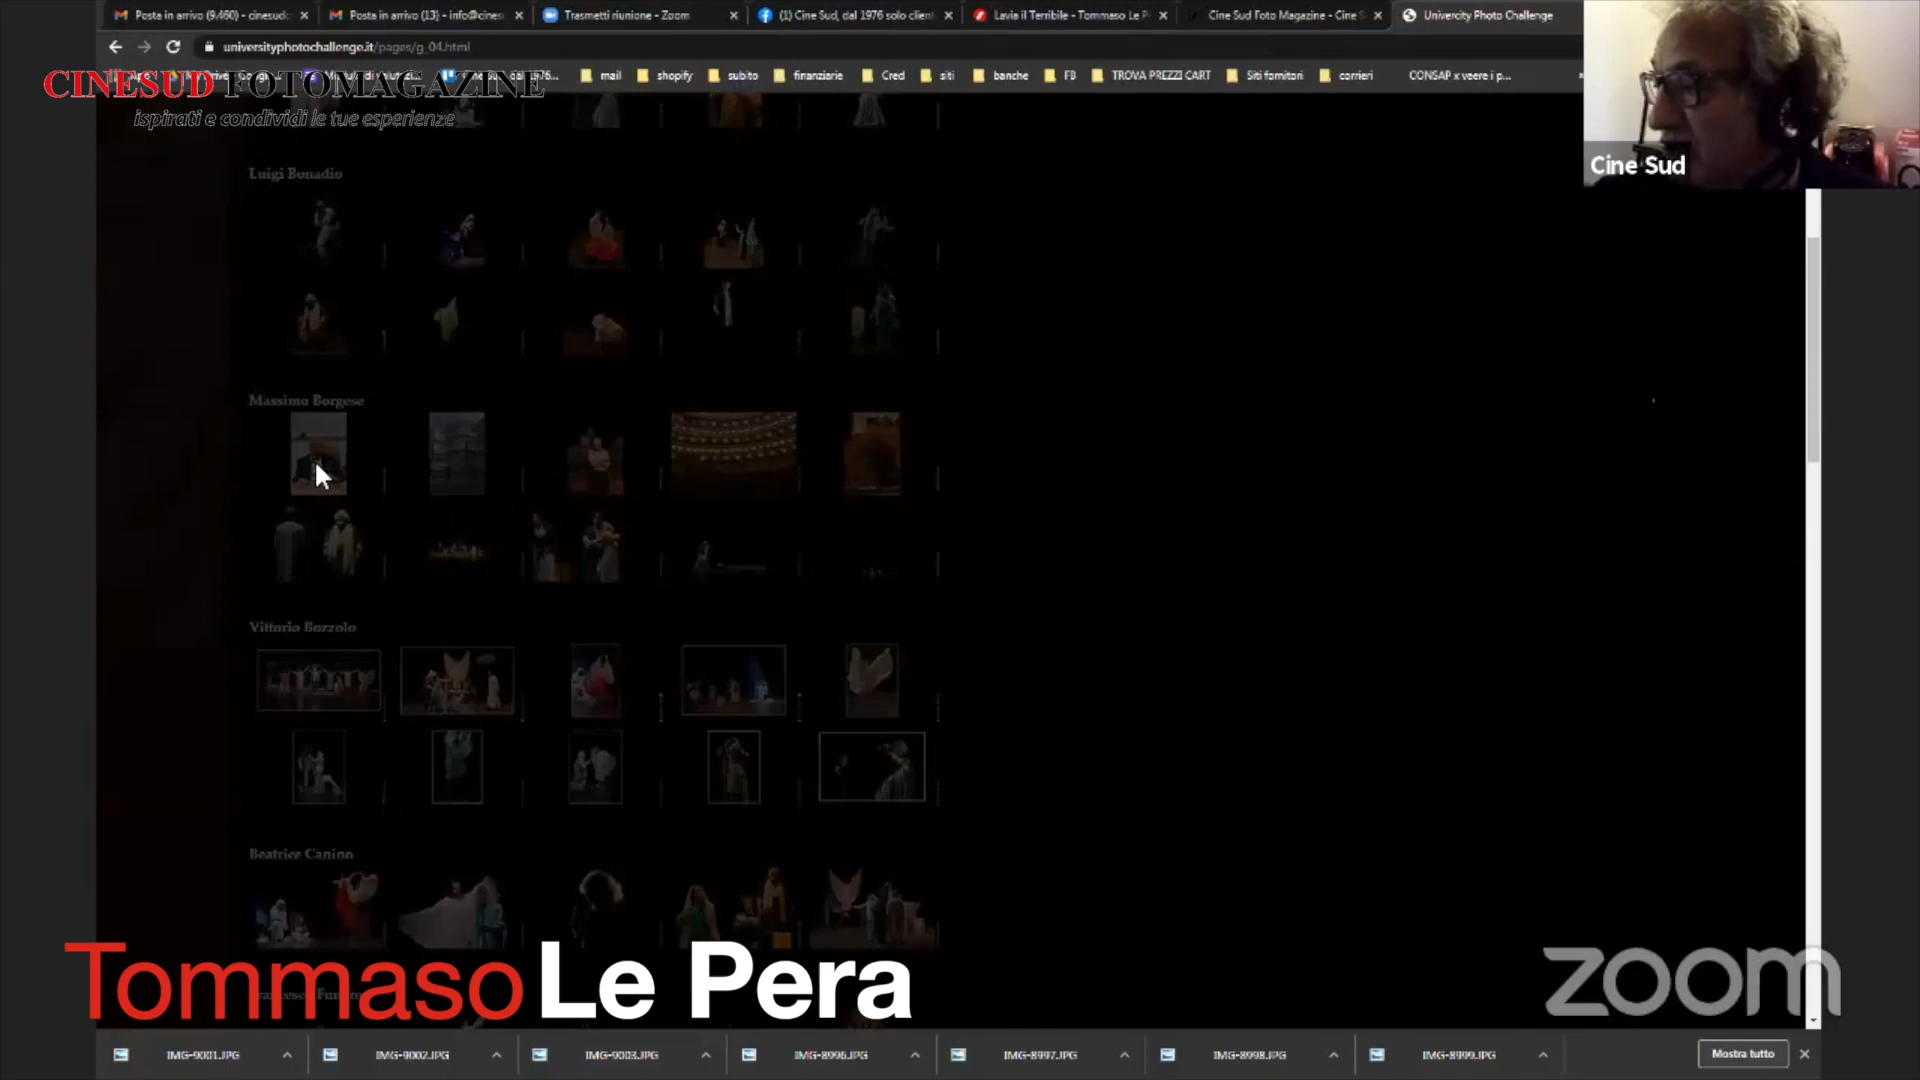 Posta in arrivo (9.460) - cinesudc
Posta in arrivo (13) - info@cines
Trasmetti riunione - Zoom
(1) Cine Sud, dal 1976 solo client
Lavia il Terribile - Tommaso Le P
Cine Sud Foto Magazine - Cine S
Univercity Photo Challenge
universityphotochallenge.it/pages/g_04.html
mail
shopify
subito
finanziarie
Cred
siti
banche
FB
TROVA PREZZI CART
Siti fornitori
corrieri
CONSAP x veere i p...
CINESUD FOTOMAGAZINE
ispirati e condividi le tue esperienze
Cine Sud
Luigi Bonadio
Massimo Borgese
Vittorio Bozzolo
Beatrice Canino
Tommaso Le Pera
zoom
IMG-9001.JPG
IMG-9002.JPG
IMG-9003.JPG
IMG-8996.JPG
IMG-8997.JPG
IMG-8998.JPG
IMG-8999.JPG
Mostra tutto